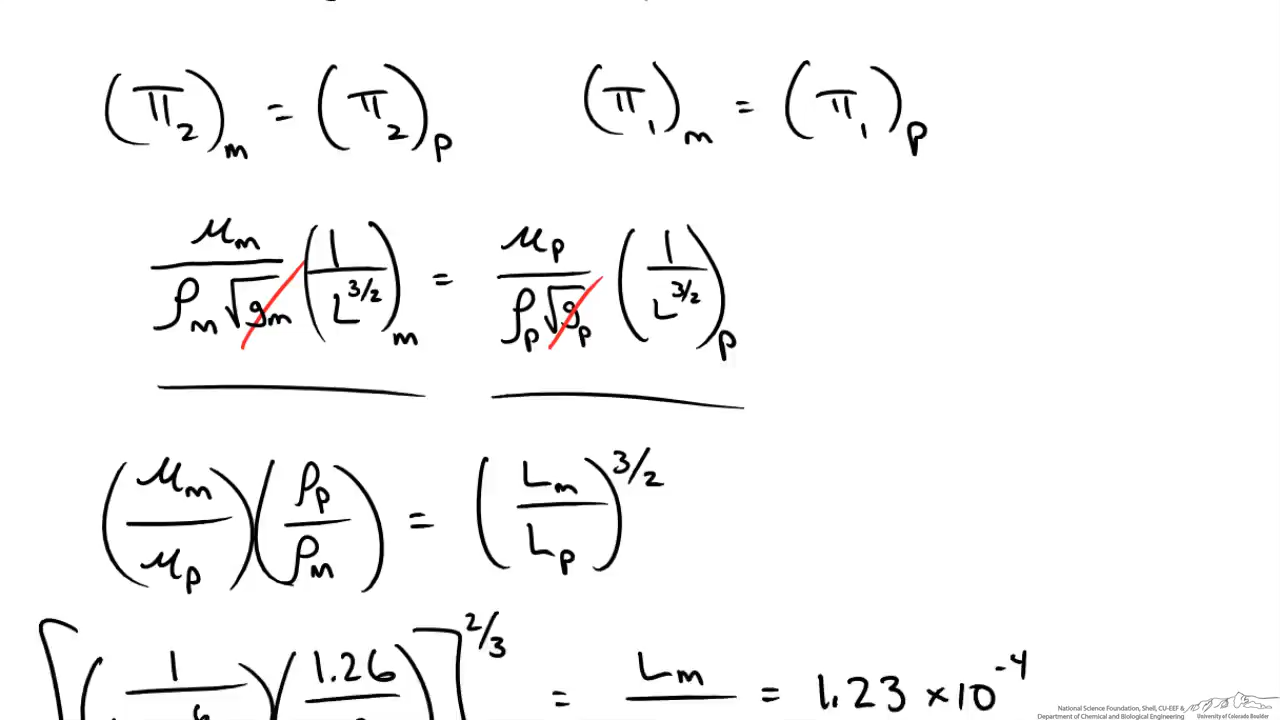 (π₂)ₘ = (π₂)ₚ (π₁)ₘ = (π₁)ₚ
μₘ / (ρₘ √gₘ) (1 / L^(3/2))ₘ = μₚ / (ρₚ √gₚ) (1 / L^(3/2))ₚ
(μₘ / μₚ) (ρₚ / ρₘ) = (Lₘ / Lₚ)^(3/2)
[(1 / ) (1.26 / )]^(2/3) = Lₘ / = 1.23 × 10⁻⁴
National Science Foundation, Shell, CU-EEF &
Department of Chemical and Biological Engineering
University of Colorado Boulder